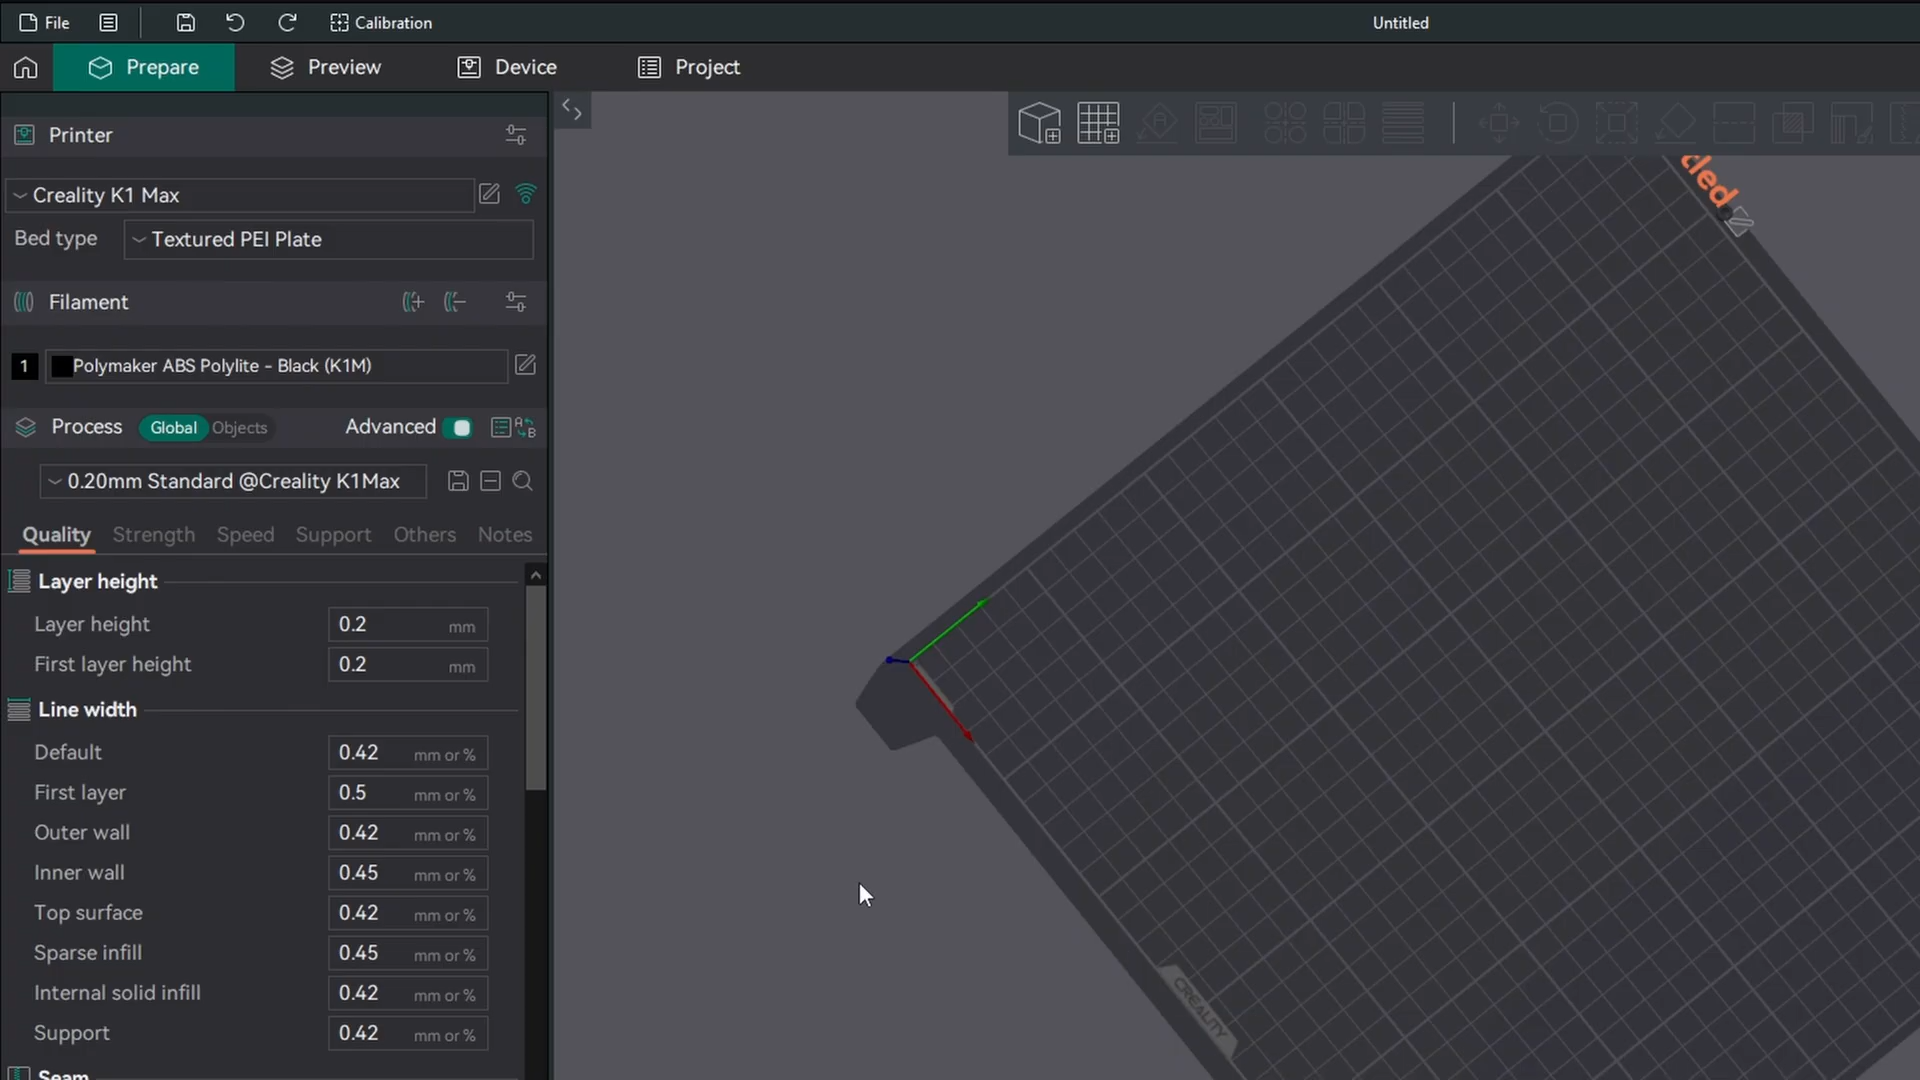 File
Calibration
Untitled
Prepare
Preview
Device
Project
Printer
Creality K1 Max
Bed type
Textured PEI Plate
Filament
1
Polymaker ABS Polylite - Black (K1M)
Process
Global
Objects
Advanced
0.20mm Standard @Creality K1Max
Quality
Strength
Speed
Support
Others
Notes
Layer height
Layer height 0.2 mm
First layer height 0.2 mm
Line width
Default 0.42 mm or %
First layer 0.5 mm or %
Outer wall 0.42 mm or %
Inner wall 0.45 mm or %
Top surface 0.42 mm or %
Sparse infill 0.45 mm or %
Internal solid infill 0.42 mm or %
Support 0.42 mm or %
Seam
tled
CREALITY